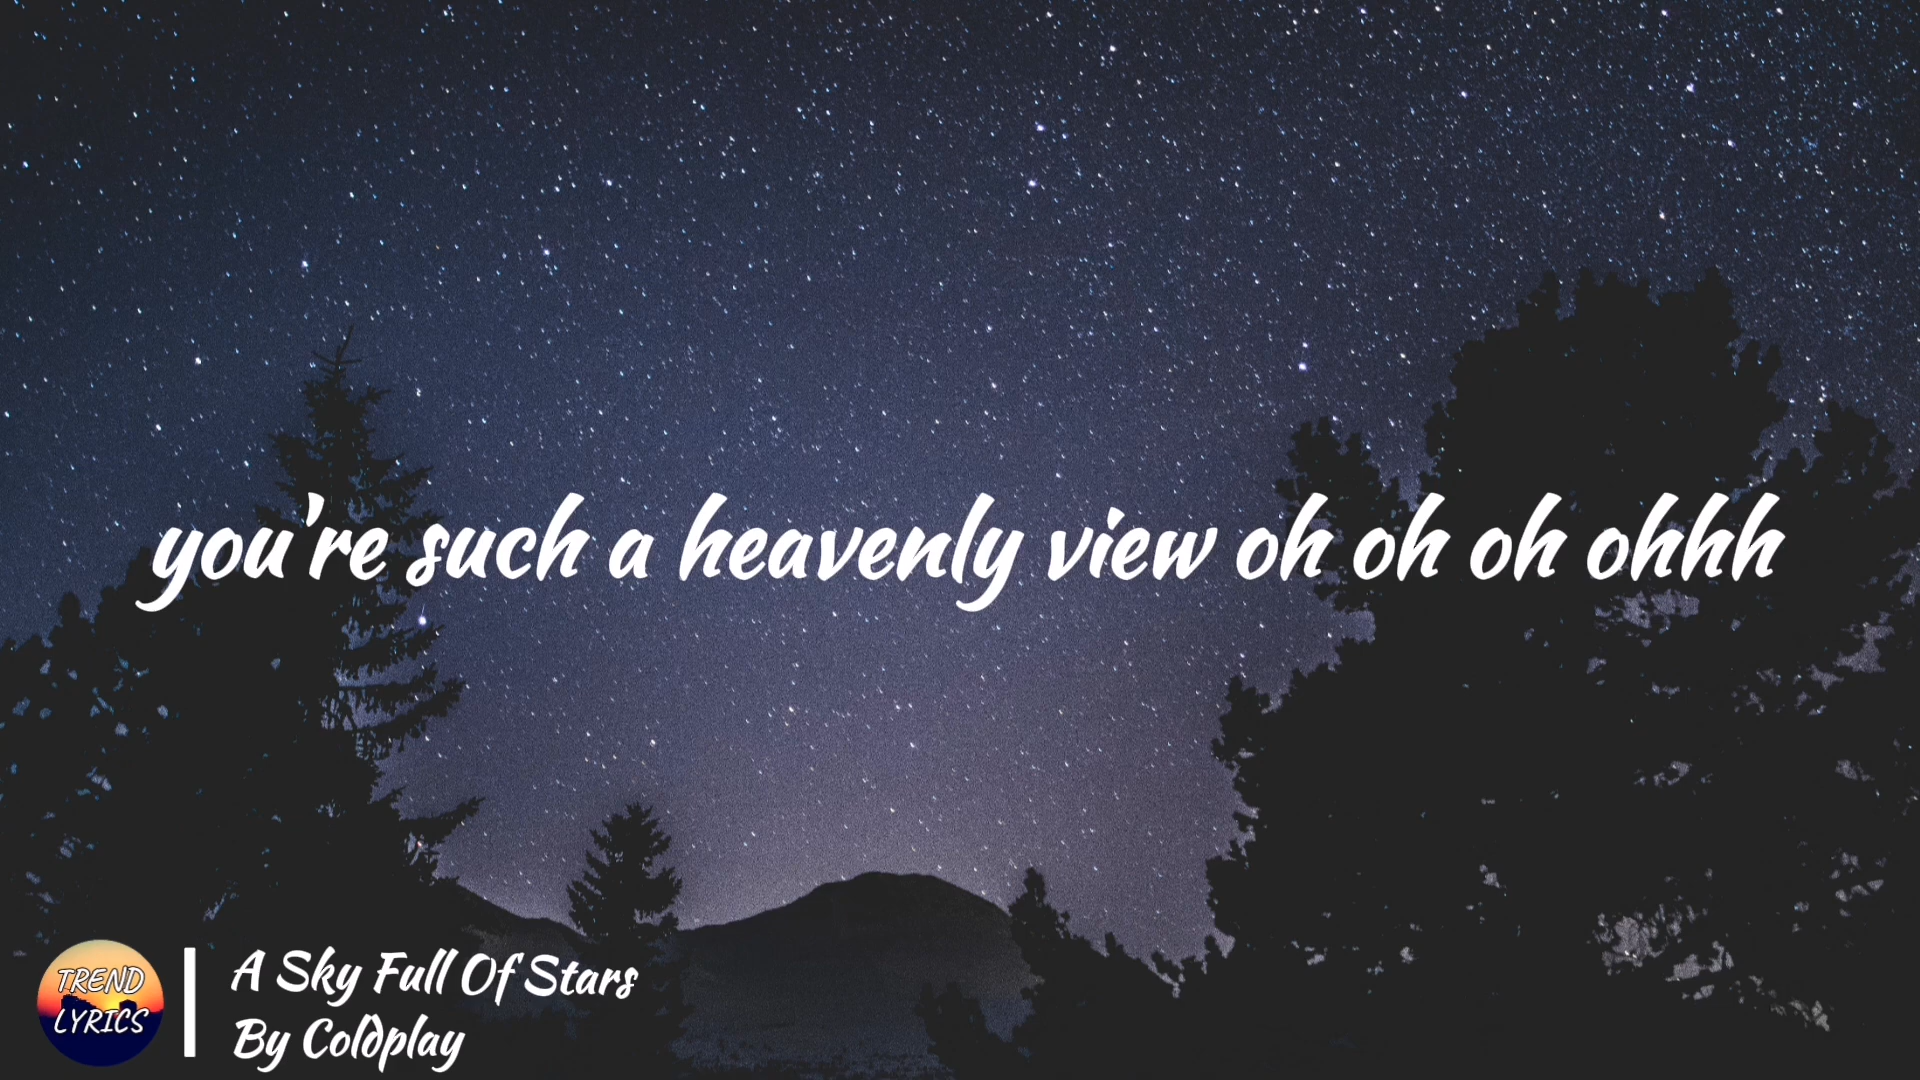 you're such a heavenly view oh oh oh ohhh
TREND
LYRICS
A Sky Full Of Stars
By Coldplay